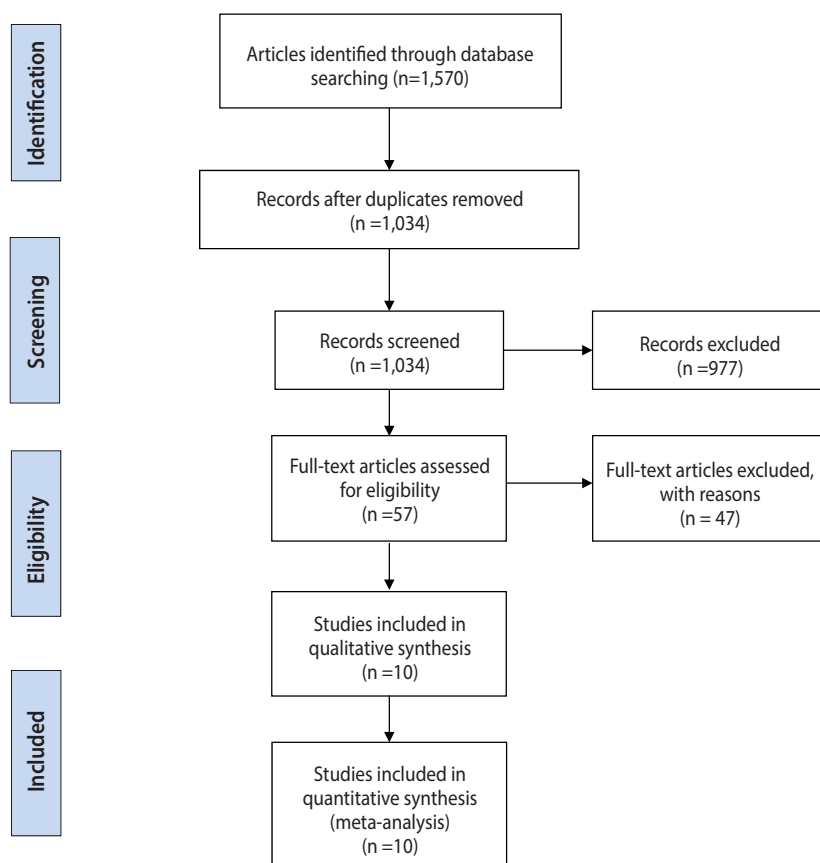 Identification
Articles identified through database
searching (n=1,570)
Records after duplicates removed
(n =1,034)
Screening
Records screened
(n =1,034)
Records excluded
(n =977)
Eligibility
Full-text articles assessed
for eligibility
(n =57)
Full-text articles excluded,
with reasons
(n = 47)
Studies included in
qualitative synthesis
(n =10)
Included
Studies included in
quantitative synthesis
(meta-analysis)
(n =10)